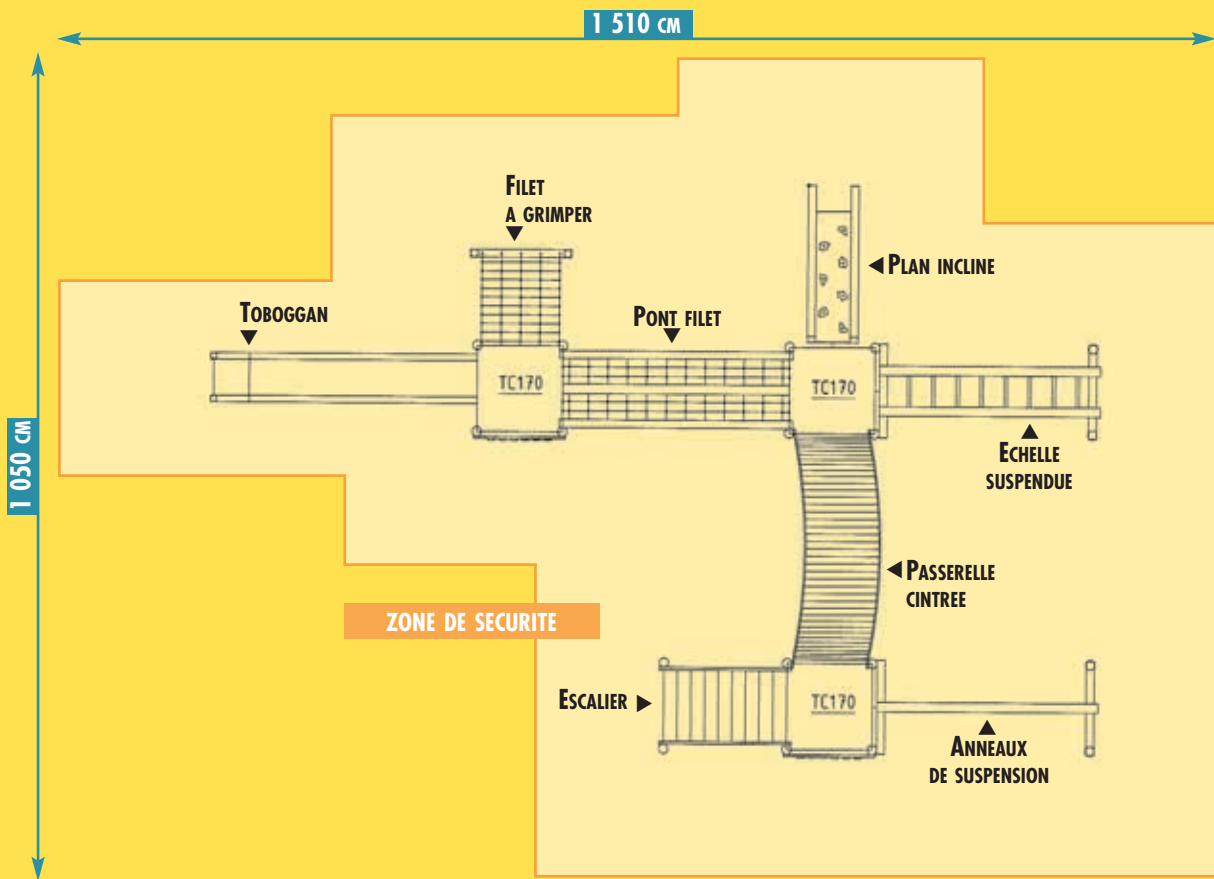 1 510 CM
1 050 CM
FILET
A GRIMPER
PLAN INCLINE
TOBOGGAN
PONT FILET
TC170
TC170
ECHELLE
SUSPENDUE
PASSERELLE
CINTREE
ZONE DE SECURITE
ESCALIER
TC170
ANNEAUX
DE SUSPENSION